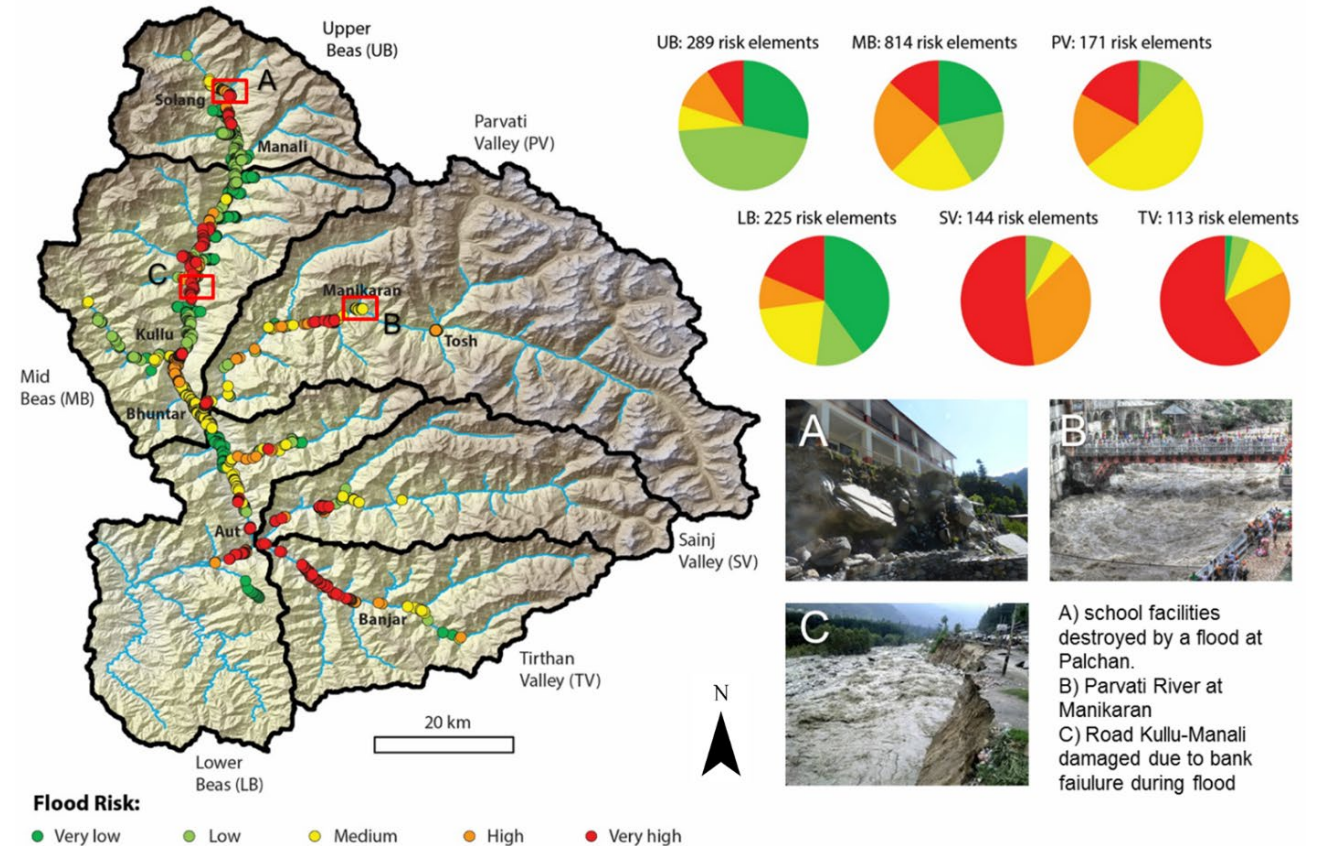 Upper
Beas (UB)
A
Solang
Manali
Parvati
Valley (PV)
C
Manikaran
B
Kullu
Tosh
Mid
Beas (MB)
Bhuntar
Aut
Sainj
Valley (SV)
Banjar
Tirthan
Valley (TV)
20 km
Lower
Beas (LB)
N
Flood Risk:
Very low
Low
Medium
High
Very high
UB: 289 risk elements
MB: 814 risk elements
PV: 171 risk elements
LB: 225 risk elements
SV: 144 risk elements
TV: 113 risk elements
A
B
C
A) school facilities
destroyed by a flood at
Palchan.
B) Parvati River at
Manikaran
C) Road Kullu-Manali
damaged due to bank
faiulure during flood